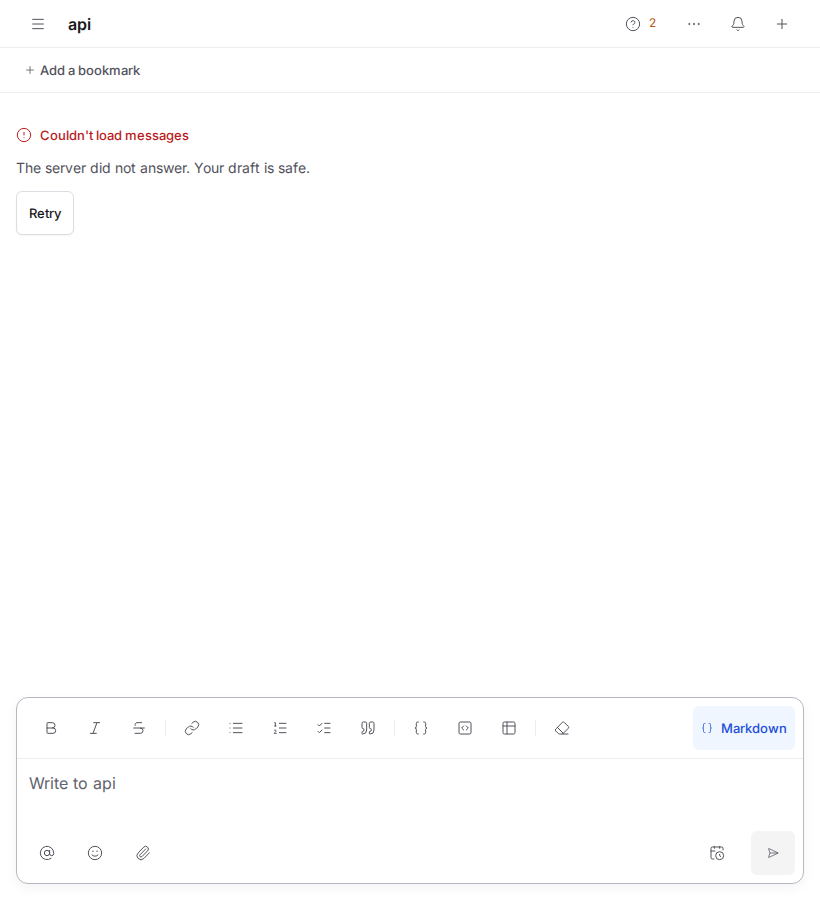 api
2
Add a bookmark
Couldn't load messages
The server did not answer. Your draft is safe.
Retry
Markdown
Write to api